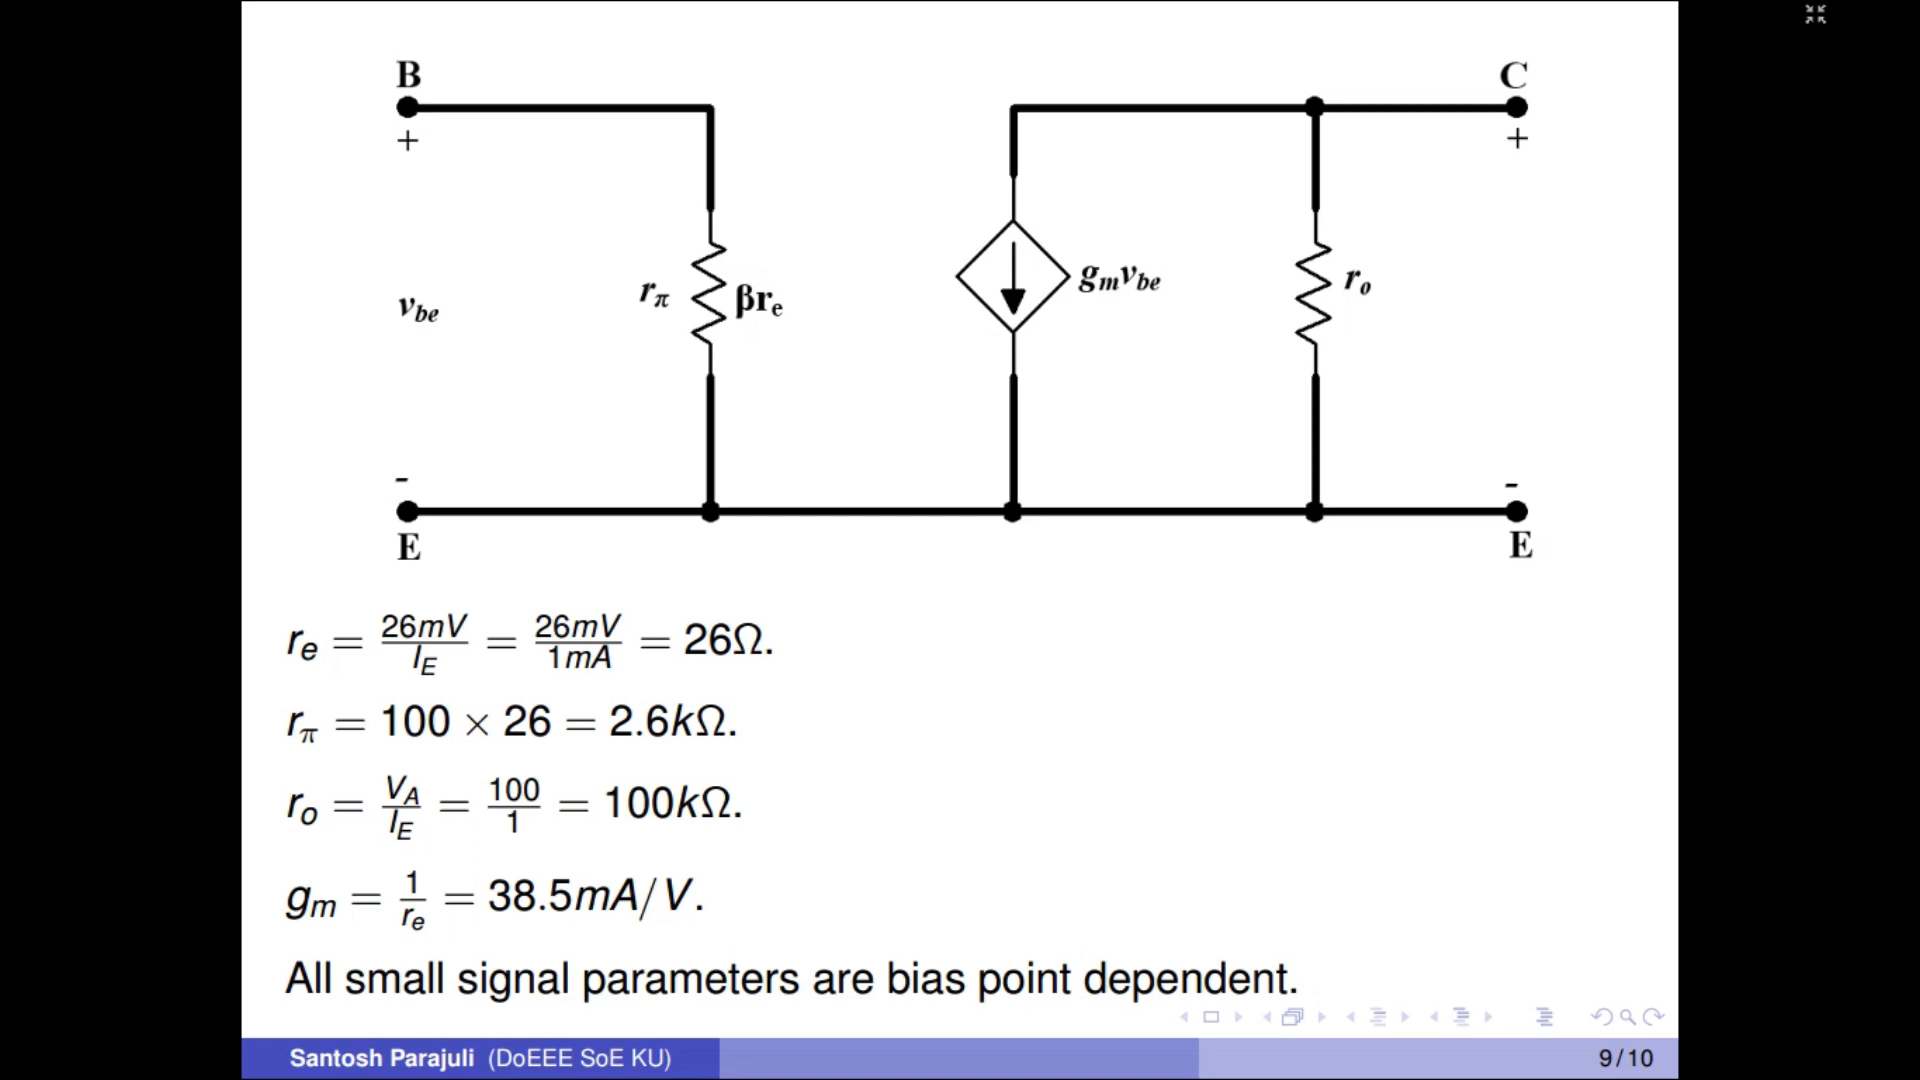 B
C
+
+
v_be
r_π
βr_e
g_m v_be
r_o
-
-
E
E
r_e = 26mV/I_E = 26mV/1mA = 26Ω.
r_π = 100 × 26 = 2.6kΩ.
r_o = V_A/I_E = 100/1 = 100kΩ.
g_m = 1/r_e = 38.5mA/V.
All small signal parameters are bias point dependent.
Santosh Parajuli (DoEEE SoE KU)
9/10